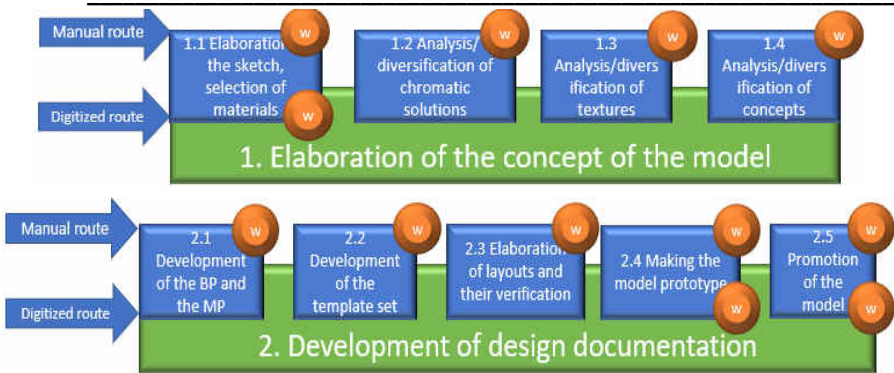 Manual route
Digitized route
1.1 Elaboration
the sketch,
selection of
materials
W
W
1.2 Analysis/
diversification of
chromatic
solutions
W
1.3
Analysis/divers
ification of
textures
W
1.4
Analysis/divers
ification of
concepts
W
1. Elaboration of the concept of the model
Manual route
Digitized route
2.1
Development
of the BP and
the MP
W
2.2
Development
of the
template set
W
2.3 Elaboration
of layouts and
their verification
W
2.4 Making the
model prototype
W
W
2.5
Promotion
of the
model
W
W
2. Development of design documentation